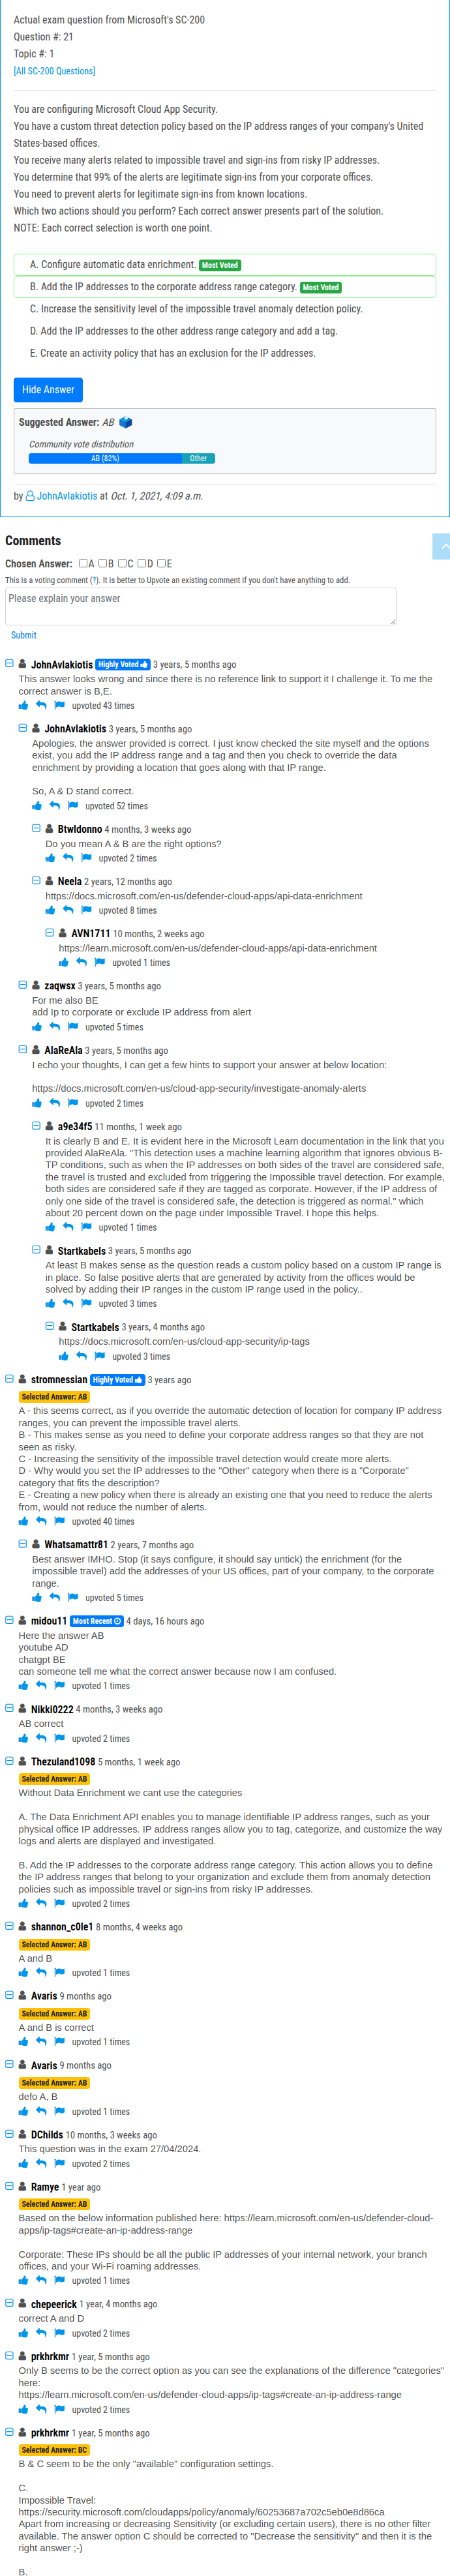 Actual exam question from Microsoft's SC-200
Question #: 21
Topic #: 1
[All SC-200 Questions]
You are configuring Microsoft Cloud App Security.
You have a custom threat detection policy based on the IP address ranges of your company's United
States-based offices.
You receive many alerts related to impossible travel and sign-ins from risky IP addresses.
You determine that 99% of the alerts are legitimate sign-ins from your corporate offices.
You need to prevent alerts for legitimate sign-ins from known locations.
Which two actions should you perform? Each correct answer presents part of the solution.
NOTE: Each correct selection is worth one point.
A. Configure automatic data enrichment. Most Voted
B. Add the IP addresses to the corporate address range category. Most Voted
C. Increase the sensitivity level of the impossible travel anomaly detection policy.
D. Add the IP addresses to the other address range category and add a tag.
E. Create an activity policy that has an exclusion for the IP addresses.
Hide Answer
Suggested Answer: AB
Community vote distribution
AB (82%) Other
by JohnAvlakiotis at Oct. 1, 2021, 4:09 a.m.
Comments
Chosen Answer: A B C D E
This is a voting comment (?). It is better to Upvote an existing comment if you don't have anything to add.
Please explain your answer
Submit
JohnAvlakiotis Highly Voted 3 years, 5 months ago
This answer looks wrong and since there is no reference link to support it I challenge it. To me the
correct answer is B,E.
upvoted 43 times
JohnAvlakiotis 3 years, 5 months ago
Apologies, the answer provided is correct. I just know checked the site myself and the options
exist, you add the IP address range and a tag and then you check to override the data
enrichment by providing a location that goes along with that IP range.
So, A & D stand correct.
upvoted 52 times
Btwldonno 4 months, 3 weeks ago
Do you mean A & B are the right options?
upvoted 2 times
Neela 2 years, 12 months ago
https://docs.microsoft.com/en-us/defender-cloud-apps/api-data-enrichment
upvoted 8 times
AVN1711 10 months, 2 weeks ago
https://learn.microsoft.com/en-us/defender-cloud-apps/api-data-enrichment
upvoted 1 times
zaqwsx 3 years, 5 months ago
For me also BE
add Ip to corporate or exclude IP address from alert
upvoted 5 times
AlaReAla 3 years, 5 months ago
I echo your thoughts, I can get a few hints to support your answer at below location:
https://docs.microsoft.com/en-us/cloud-app-security/investigate-anomaly-alerts
upvoted 2 times
a9e34f5 11 months, 1 week ago
It is clearly B and E. It is evident here in the Microsoft Learn documentation in the link that you
provided AlaReAla. "This detection uses a machine learning algorithm that ignores obvious B-
TP conditions, such as when the IP addresses on both sides of the travel are considered safe,
the travel is trusted and excluded from triggering the Impossible travel detection. For example,
both sides are considered safe if they are tagged as corporate. However, if the IP address of
only one side of the travel is considered safe, the detection is triggered as normal." which
about 20 percent down on the page under Impossible Travel. I hope this helps.
upvoted 1 times
Startkabels 3 years, 5 months ago
At least B makes sense as the question reads a custom policy based on a custom IP range is
in place. So false positive alerts that are generated by activity from the offices would be
solved by adding their IP ranges in the custom IP range used in the policy..
upvoted 3 times
Startkabels 3 years, 4 months ago
https://docs.microsoft.com/en-us/cloud-app-security/ip-tags
upvoted 3 times
stromnessian Highly Voted 3 years ago
Selected Answer: AB
A - this seems correct, as if you override the automatic detection of location for company IP address
ranges, you can prevent the impossible travel alerts.
B - This makes sense as you need to define your corporate address ranges so that they are not
seen as risky.
C - Increasing the sensitivity of the impossible travel detection would create more alerts.
D - Why would you set the IP addresses to the "Other" category when there is a "Corporate"
category that fits the description?
E - Creating a new policy when there is already an existing one that you need to reduce the alerts
from, would not reduce the number of alerts.
upvoted 40 times
Whatsamattr81 2 years, 7 months ago
Best answer IMHO. Stop (it says configure, it should say untick) the enrichment (for the
impossible travel) add the addresses of your US offices, part of your company, to the corporate
range.
upvoted 5 times
midou11 Most Recent 4 days, 16 hours ago
Here the answer AB
youtube AD
chatgpt BE
can someone tell me what the correct answer because now I am confused.
upvoted 1 times
Nikki0222 4 months, 3 weeks ago
AB correct
upvoted 2 times
Thezuland1098 5 months, 1 week ago
Selected Answer: AB
Without Data Enrichment we cant use the categories
A. The Data Enrichment API enables you to manage identifiable IP address ranges, such as your
physical office IP addresses. IP address ranges allow you to tag, categorize, and customize the way
logs and alerts are displayed and investigated.
B. Add the IP addresses to the corporate address range category. This action allows you to define
the IP address ranges that belong to your organization and exclude them from anomaly detection
policies such as impossible travel or sign-ins from risky IP addresses.
upvoted 2 times
shannon_c0le1 8 months, 4 weeks ago
Selected Answer: AB
A and B
upvoted 1 times
Avaris 9 months ago
Selected Answer: AB
A and B is correct
upvoted 1 times
Avaris 9 months ago
Selected Answer: AB
defo A, B
upvoted 1 times
DChilds 10 months, 3 weeks ago
This question was in the exam 27/04/2024.
upvoted 2 times
Ramye 1 year ago
Selected Answer: AB
Based on the below information published here: https://learn.microsoft.com/en-us/defender-cloud-
apps/ip-tags#create-an-ip-address-range
Corporate: These IPs should be all the public IP addresses of your internal network, your branch
offices, and your Wi-Fi roaming addresses.
upvoted 1 times
chepeerick 1 year, 4 months ago
correct A and D
upvoted 2 times
prkhrkmr 1 year, 5 months ago
Only B seems to be the correct option as you can see the explanations of the difference "categories"
here:
https://learn.microsoft.com/en-us/defender-cloud-apps/ip-tags#create-an-ip-address-range
upvoted 2 times
prkhrkmr 1 year, 5 months ago
Selected Answer: BC
B & C seem to be the only "available" configuration settings.
C.
Impossible Travel:
https://security.microsoft.com/cloudapps/policy/anomaly/60253687a702c5eb0e8d86ca
Apart from increasing or decreasing Sensitivity (or excluding certain users), there is no other filter
available. The answer option C should be corrected to "Decrease the sensitivity" and then it is the
right answer ;-)
B.